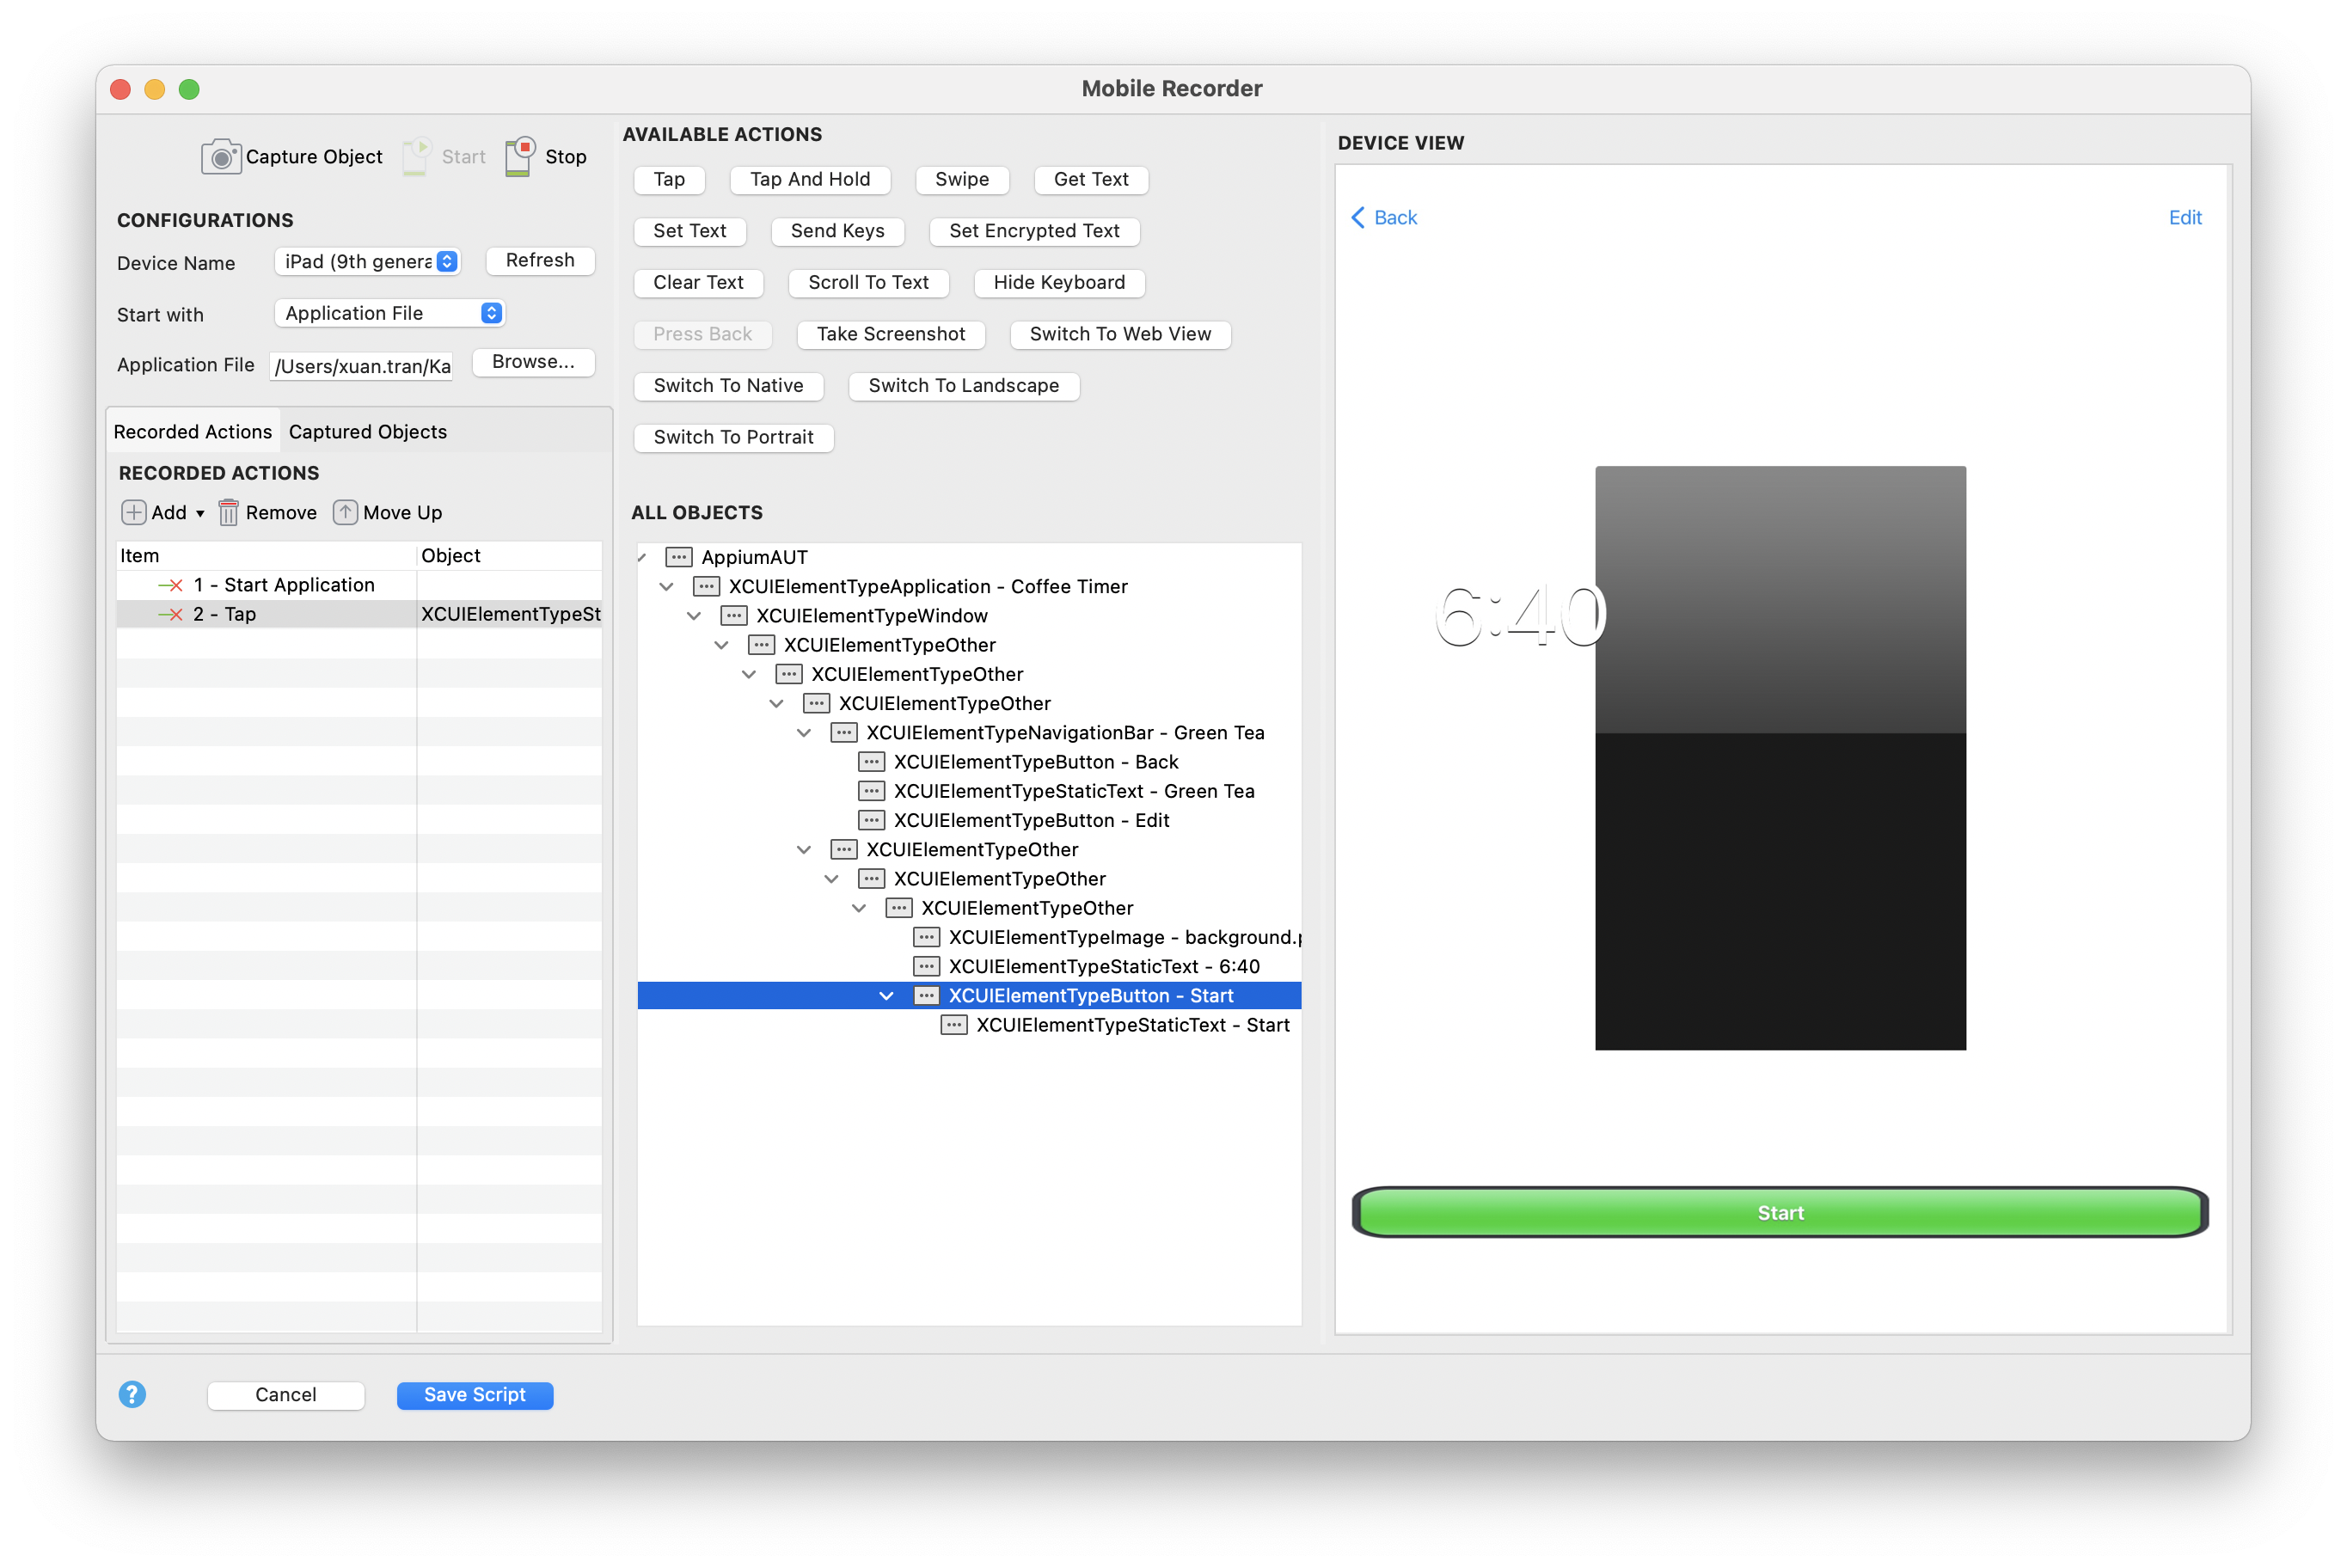 Mobile Recorder
Capture Object
Start
Stop
CONFIGURATIONS
Device Name
iPad (9th genera
Refresh
Start with
Application File
Application File
/Users/xuan.tran/Ka
Browse...
Recorded Actions
Captured Objects
RECORDED ACTIONS
Add
Remove
Move Up
Item
Object
1 - Start Application
2 - Tap
XCUIElementTypeSt
AVAILABLE ACTIONS
Tap
Tap And Hold
Swipe
Get Text
Set Text
Send Keys
Set Encrypted Text
Clear Text
Scroll To Text
Hide Keyboard
Press Back
Take Screenshot
Switch To Web View
Switch To Native
Switch To Landscape
Switch To Portrait
ALL OBJECTS
AppiumAUT
XCUIElementTypeApplication - Coffee Timer
XCUIElementTypeWindow
XCUIElementTypeOther
XCUIElementTypeOther
XCUIElementTypeOther
XCUIElementTypeNavigationBar - Green Tea
XCUIElementTypeButton - Back
XCUIElementTypeStaticText - Green Tea
XCUIElementTypeButton - Edit
XCUIElementTypeOther
XCUIElementTypeOther
XCUIElementTypeOther
XCUIElementTypeImage - background.p
XCUIElementTypeStaticText - 6:40
XCUIElementTypeButton - Start
XCUIElementTypeStaticText - Start
DEVICE VIEW
Back
Edit
6:40
Start
?
Cancel
Save Script